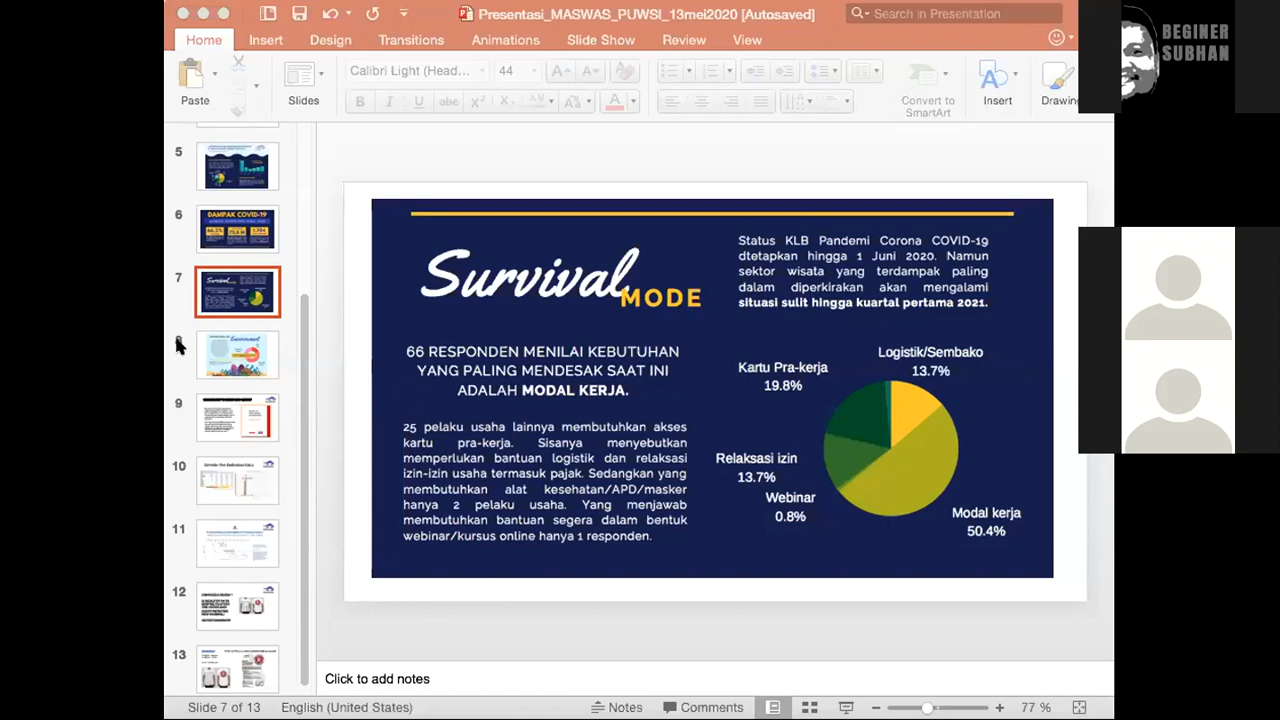 Presentasi_MASWAS_PUWSI_13mei2020 [Autosaved]
Search in Presentation
Home
Insert
Design
Transitions
Animations
Slide Show
Review
View
Paste
Slides
Calibri Light (Head...
44
Convert to
SmartArt
Insert
Drawing
BEGINER
SUBHAN
5
6
DAMPAK COVID-19
7
9
10
11
12
13
Survival
MODE
Status KLB Pandemi Corona COVID-19
dtetapkan hingga 1 Juni 2020. Namun
sektor wisata yang terdampak paling
dalam diperkirakan akan mengalami
situasi sulit hingga kuartal pertama 2021.
66 RESPONDEN MENILAI KEBUTUHAN
YANG PALING MENDESAK SAAT INI
ADALAH MODAL KERJA.
25 pelaku usaha lainnya membutuhkan akses
kartu pra-kerja. Sisanya menyebutkan
memperlukan bantuan logistik dan relaksasi
izin-izin usaha termasuk pajak. Sedangkan yang
membutuhkan alat kesehatan/APD/masker
hanya 2 pelaku usaha. Yang menjawab
membutuhkan bantuan segera dalam bentuk
webinar/kursus online hanya 1 responden.
Kartu Pra-kerja
19.8%
Logistik/Sembako
13.7%
Relaksasi izin
13.7%
Webinar
0.8%
Modal kerja
50.4%
Click to add notes
Slide 7 of 13
English (United States)
Notes
Comments
77 %